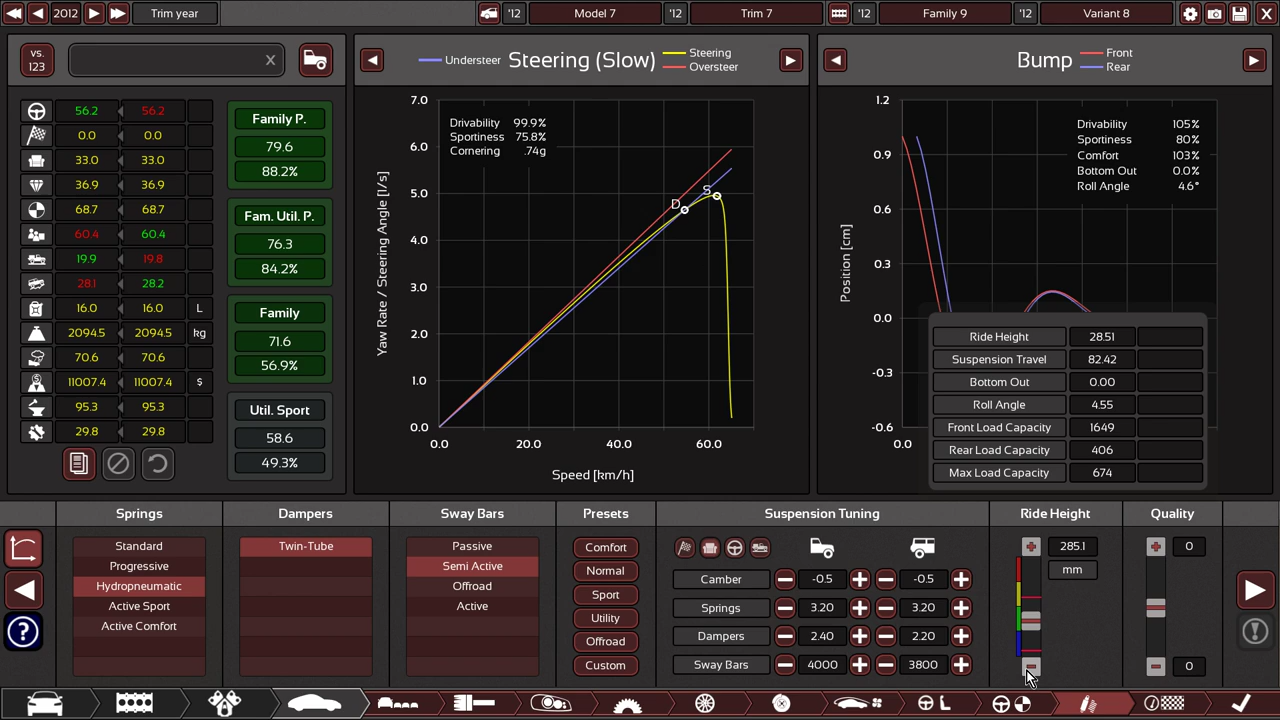 2012
Trim year
'12
Model 7
'12
Trim 7
'12
Family 9
'12
Variant 8
vs.
123
X
56.2 56.2
0.0 0.0
33.0 33.0
36.9 36.9
68.7 68.7
60.4 60.4
19.9 19.8
28.1 28.2
16.0 16.0 L
2094.5 2094.5 kg
70.6 70.6
11007.4 11007.4 $
95.3 95.3
29.8 29.8
Family P.
79.6
88.2%
Fam. Util. P.
76.3
84.2%
Family
71.6
56.9%
Util. Sport
58.6
49.3%
Understeer
Steering (Slow)
Steering
Oversteer
Drivability 99.9%
Sportiness 75.8%
Cornering .74g
Yaw Rate / Steering Angle [1/s]
7.0
6.0
5.0
4.0
3.0
2.0
1.0
0.0
D
S
0.0 20.0 40.0 60.0
Speed [km/h]
Bump
Front
Rear
Drivability 105%
Sportiness 80%
Comfort 103%
Bottom Out 0.0%
Roll Angle 4.6°
Position [cm]
1.2
0.9
0.6
0.3
0.0
-0.3
-0.6
0.0
Ride Height 28.51
Suspension Travel 82.42
Bottom Out 0.00
Roll Angle 4.55
Front Load Capacity 1649
Rear Load Capacity 406
Max Load Capacity 674
Springs
Standard
Progressive
Hydropneumatic
Active Sport
Active Comfort
Dampers
Twin-Tube
Sway Bars
Passive
Semi Active
Offroad
Active
Presets
Comfort
Normal
Sport
Utility
Offroad
Custom
Suspension Tuning
Camber -0.5 -0.5
Springs 3.20 3.20
Dampers 2.40 2.20
Sway Bars 4000 3800
Ride Height
285.1
mm
Quality
0
0
?
!